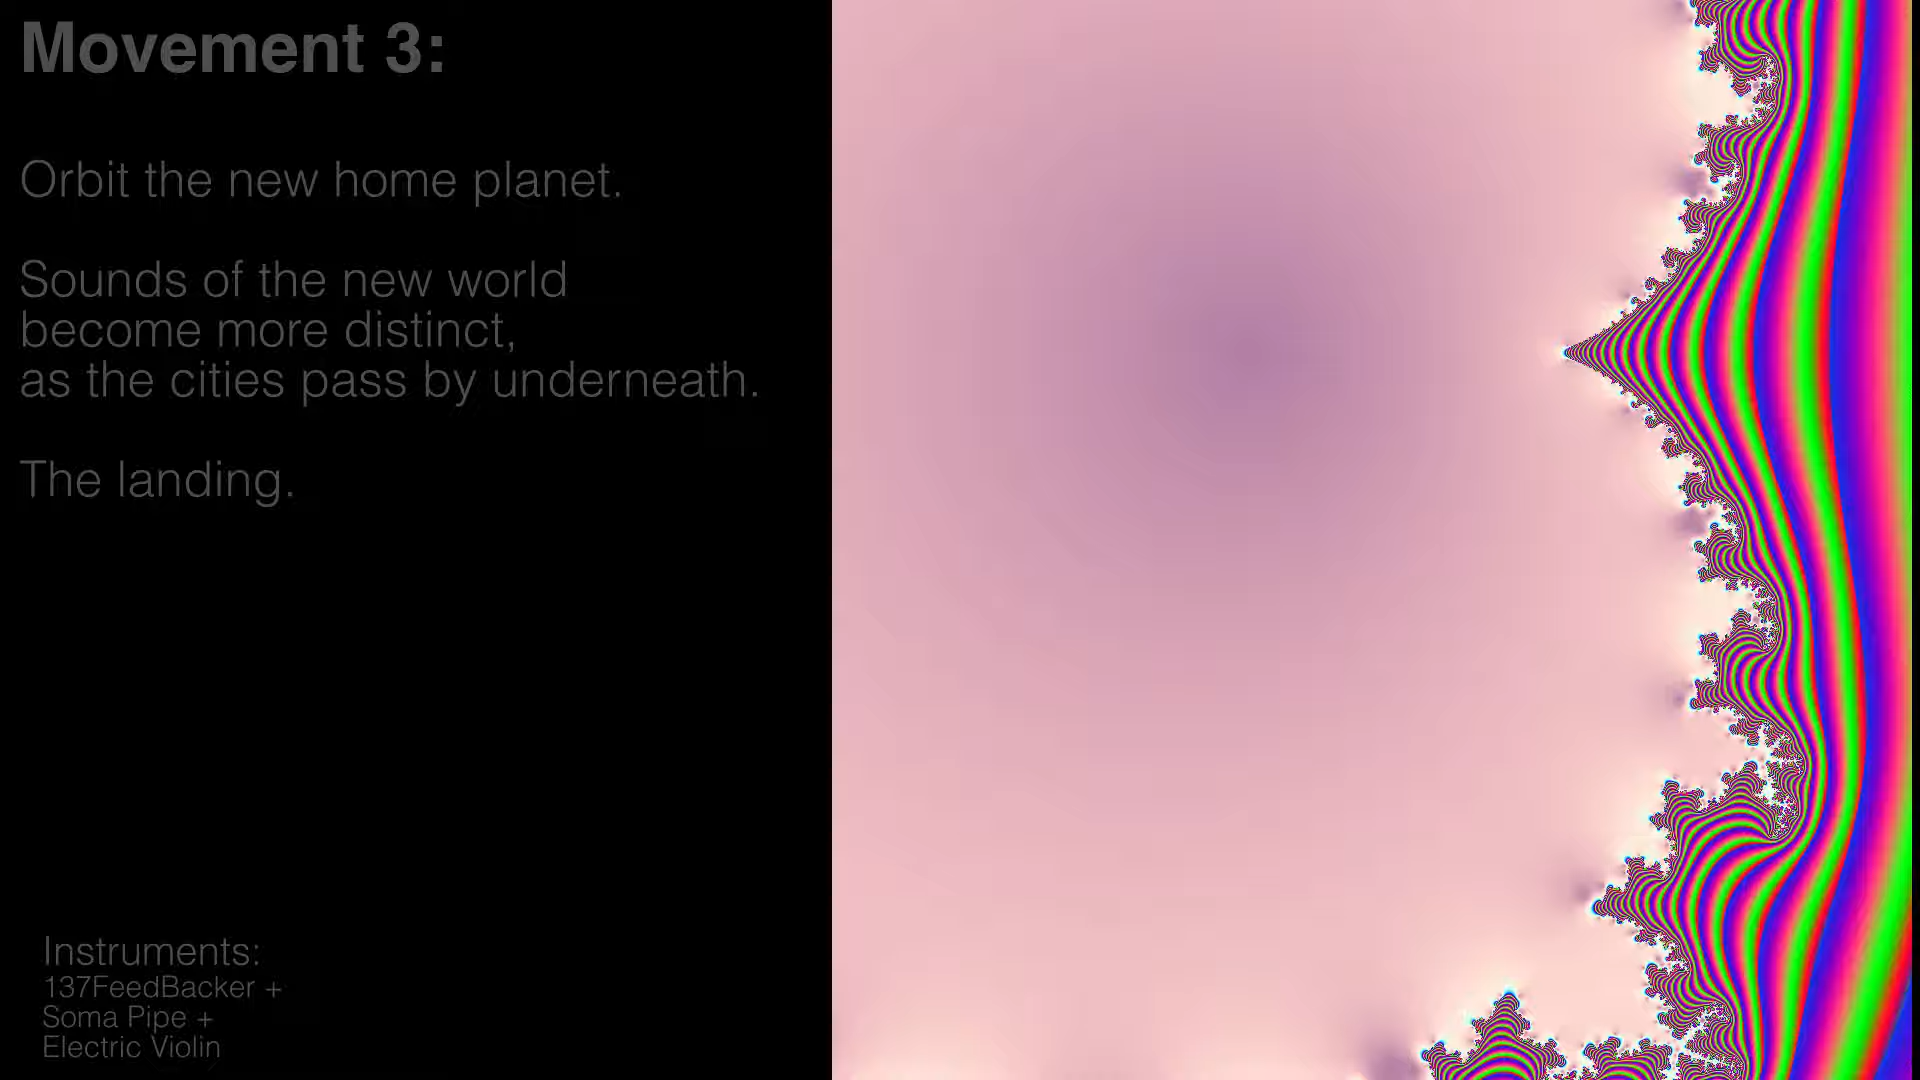 Movement 3:
Orbit the new home planet.
Sounds of the new world
become more distinct,
as the cities pass by underneath.
The landing.
Instruments:
137FeedBacker +
Soma Pipe +
Electric Violin